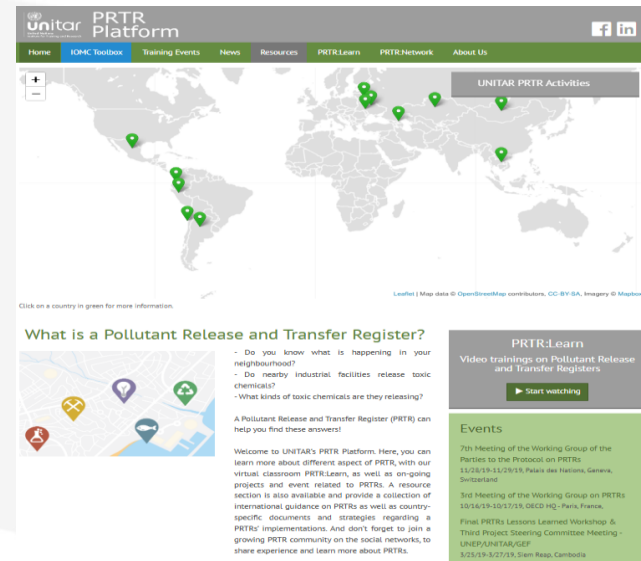 unitar
PRTR
Platform
Home IOMC Toolbox Training Events News Resources PRTR:Learn PRTR:Network About Us
+
−
UNITAR PRTR Activities
Leaflet | Map data © OpenStreetMap contributors, CC-BY-SA, Imagery © Mapbox
Click on a country in green for more information.
What is a Pollutant Release and Transfer Register?
- Do you know what is happening in your
neighbourhood?
- Do nearby industrial facilities release toxic
chemicals?
- What kinds of toxic chemicals are they releasing?
A Pollutant Release and Transfer Register (PRTR) can
help you find these answers!
Welcome to UNITAR's PRTR Platform. Here, you can
learn more about different aspect of PRTR, with our
virtual classroom PRTR:Learn, as well as on-going
projects and event related to PRTRs. A resource
section is also available and provide a collection of
international guidance on PRTRs as well as country-
specific documents and strategies regarding a
PRTRs' implementations. And don't forget to join a
growing PRTR community on the social networks, to
share experience and learn more about PRTRs.
PRTR:Learn
Video trainings on Pollutant Release
and Transfer Registers
Start watching
Events
7th Meeting of the Working Group of the
Parties to the Protocol on PRTRs
11/28/19-11/29/19, Palais des Nations, Geneva,
Switzerland
3rd Meeting of the Working Group on PRTRs
10/16/19-10/17/19, OECD HQ - Paris, France,
Final PRTRs Lessons Learned Workshop &
Third Project Steering Committee Meeting -
UNEP/UNITAR/GEF
3/25/19-3/27/19, Siem Reap, Cambodia